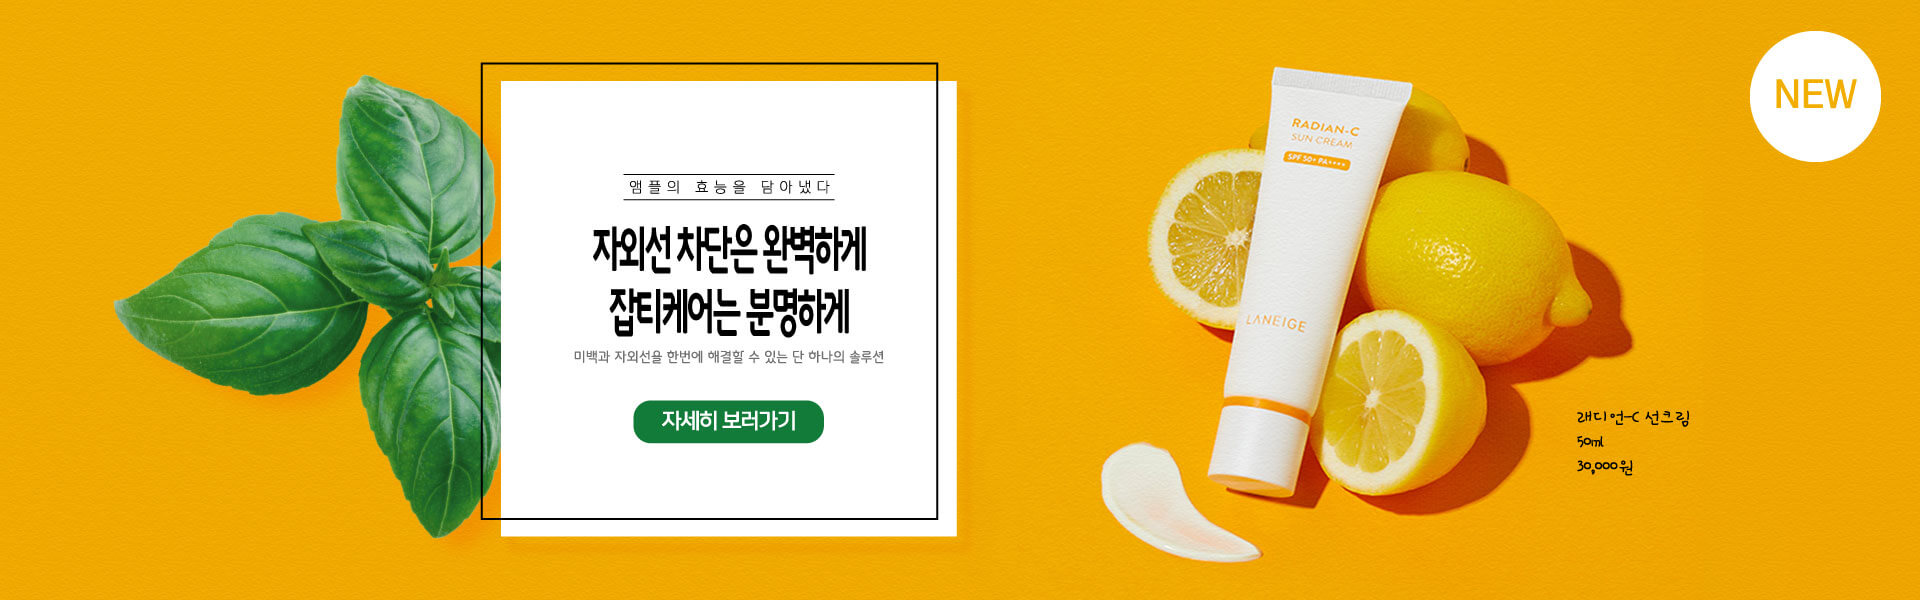 앰플의 효능을 담아냈다
자외선 차단은 완벽하게
잡티케어는 분명하게
미백과 자외선을 한번에 해결할 수 있는 단 하나의 솔루션
자세히 보러가기
RADIAN-C
SUN CREAM
SPF 50+ PA++++
LANEIGE
NEW
래디언-C 선크림
50ml
30,000원